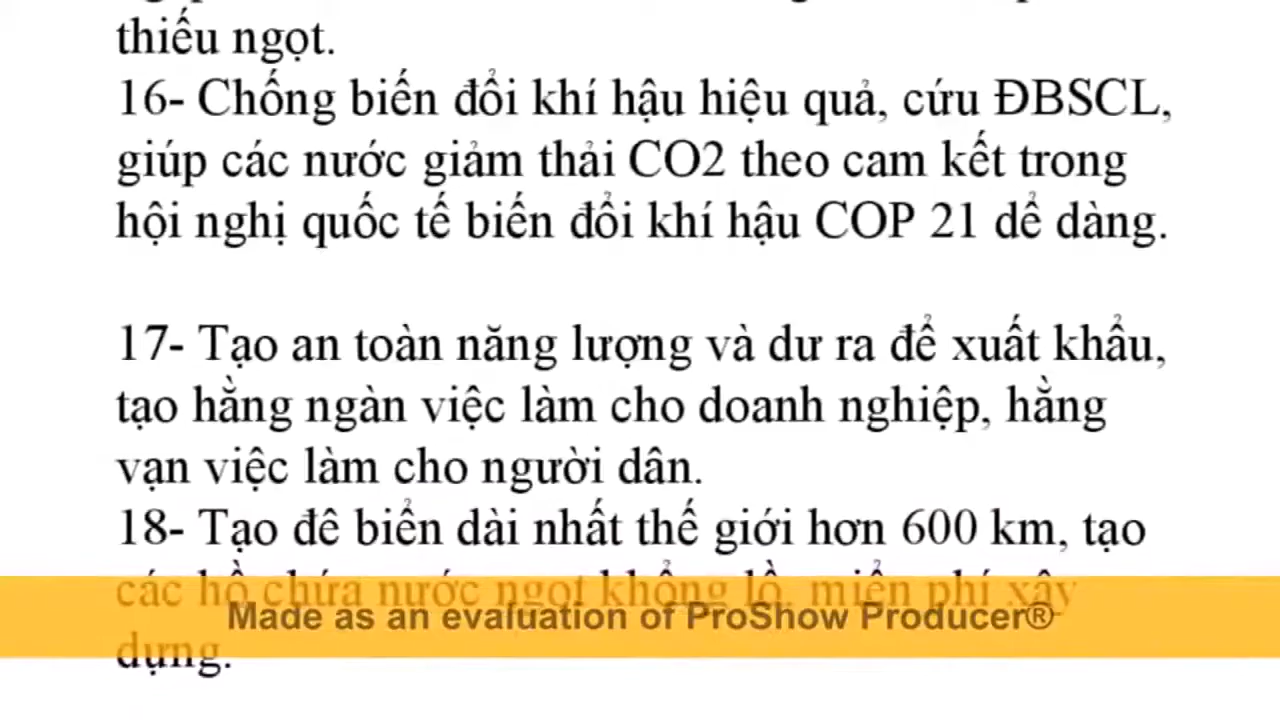 thiếu ngọt.
16- Chống biến đổi khí hậu hiệu quả, cứu ĐBSCL,
giúp các nước giảm thải CO2 theo cam kết trong
hội nghị quốc tế biến đổi khí hậu COP 21 dể dàng.
17- Tạo an toàn năng lượng và dư ra để xuất khẩu,
tạo hằng ngàn việc làm cho doanh nghiệp, hằng
vạn việc làm cho người dân.
18- Tạo đê biển dài nhất thế giới hơn 600 km, tạo
các hồ chứa nước ngọt khổng lồ, miển phí xây
Made as an evaluation of ProShow Producer®
dựng.